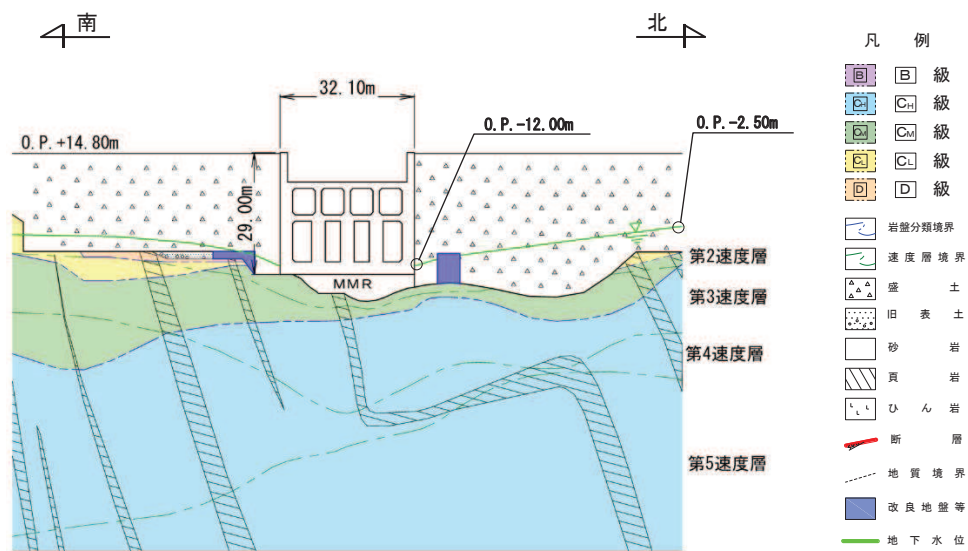 南
北
32.10m
O.P.-12.00m
O.P.-2.50m
O.P.+14.80m
29.00m
MMR
第2速度層
第3速度層
第4速度層
第5速度層
凡 例
B B 級
CH CH 級
CM CM 級
CL CL 級
D D 級
岩盤分類境界
速度層境界
盛 土
旧 表 土
砂 岩
頁 岩
ひ ん 岩
断 層
地 質 境 界
改 良 地 盤 等
地 下 水 位